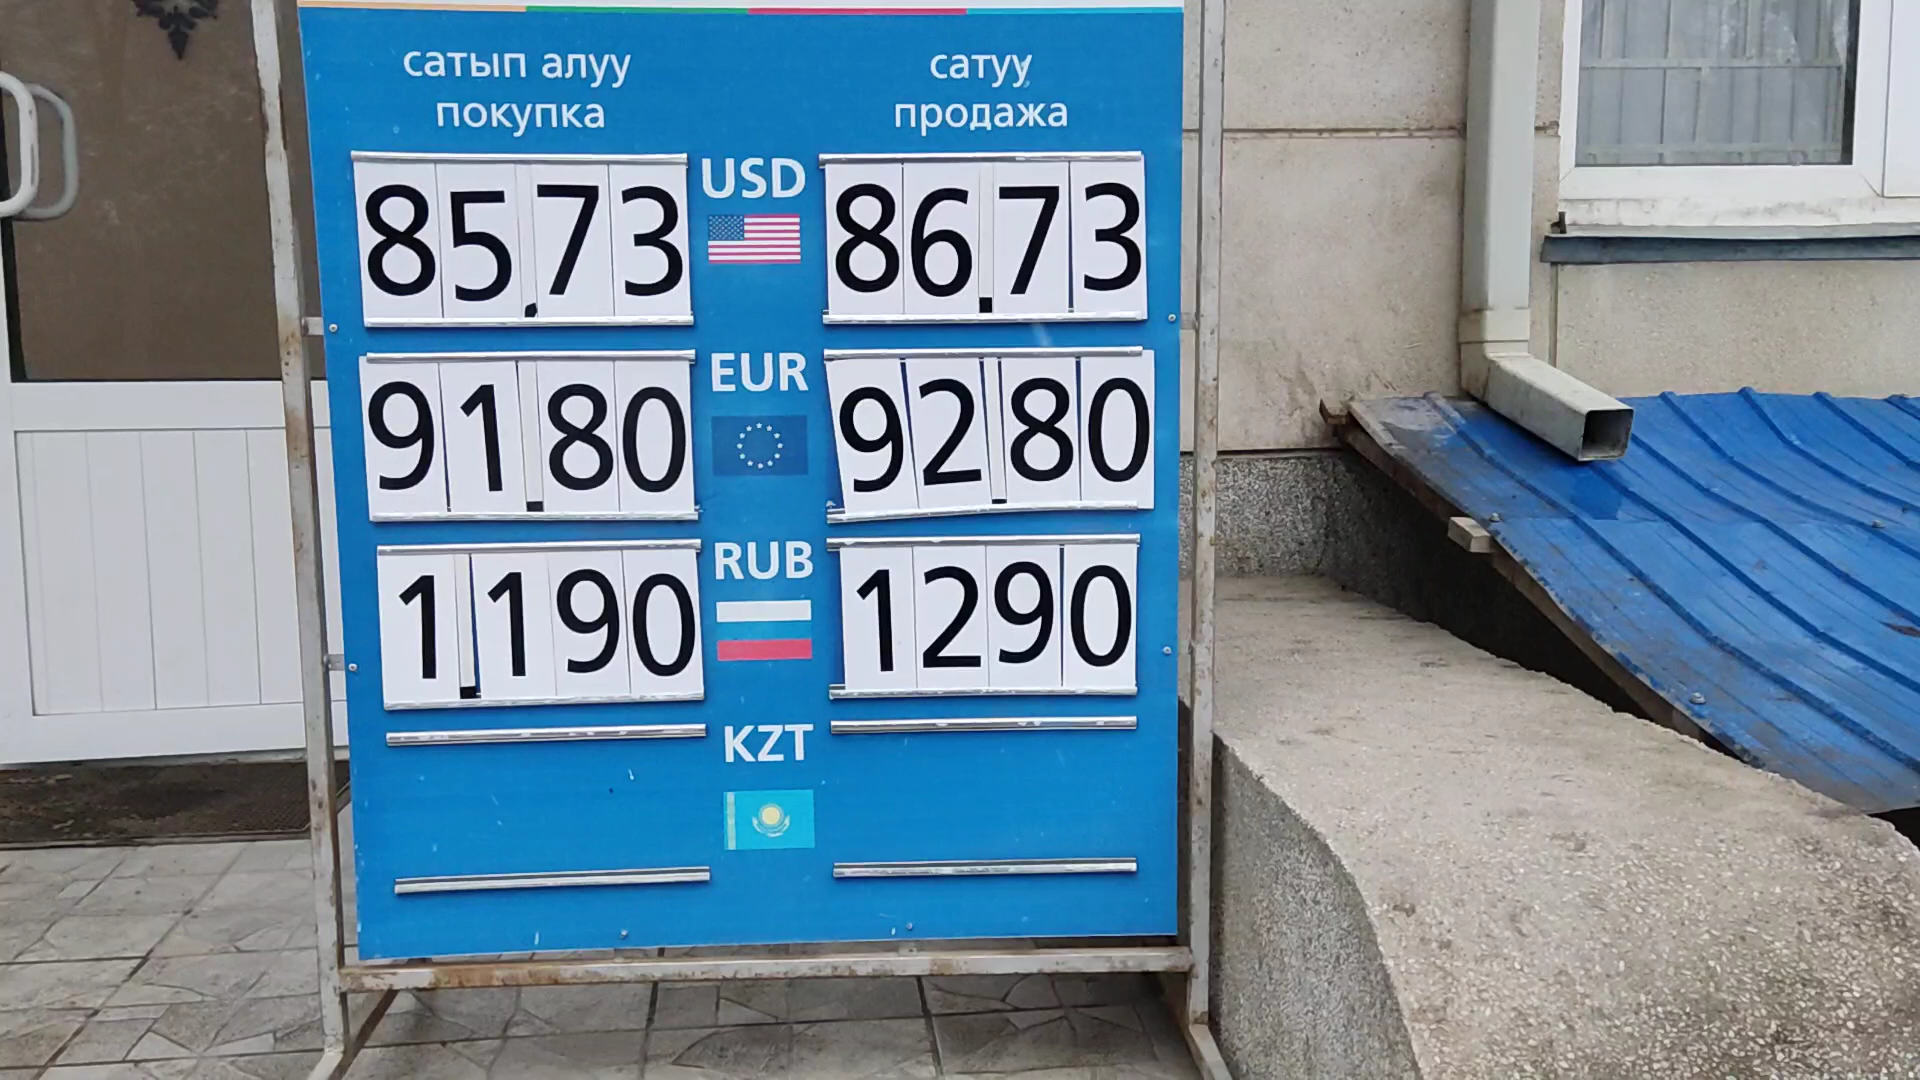 сатып алуу сатуу
покупка продажа
85.73 USD 86.73
91.80 EUR 92.80
1.190 RUB 1290
KZT